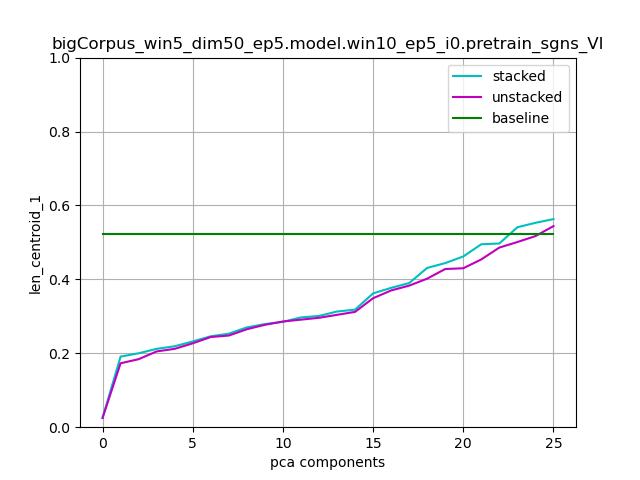 bigCorpus_win5_dim50_ep5.model.win10_ep5_i0.pretrain_sgns_VI
1.0
0.8
0.6
0.4
0.2
0.0
len_centroid_1
stacked
unstacked
baseline
0 5 10 15 20 25
pca components